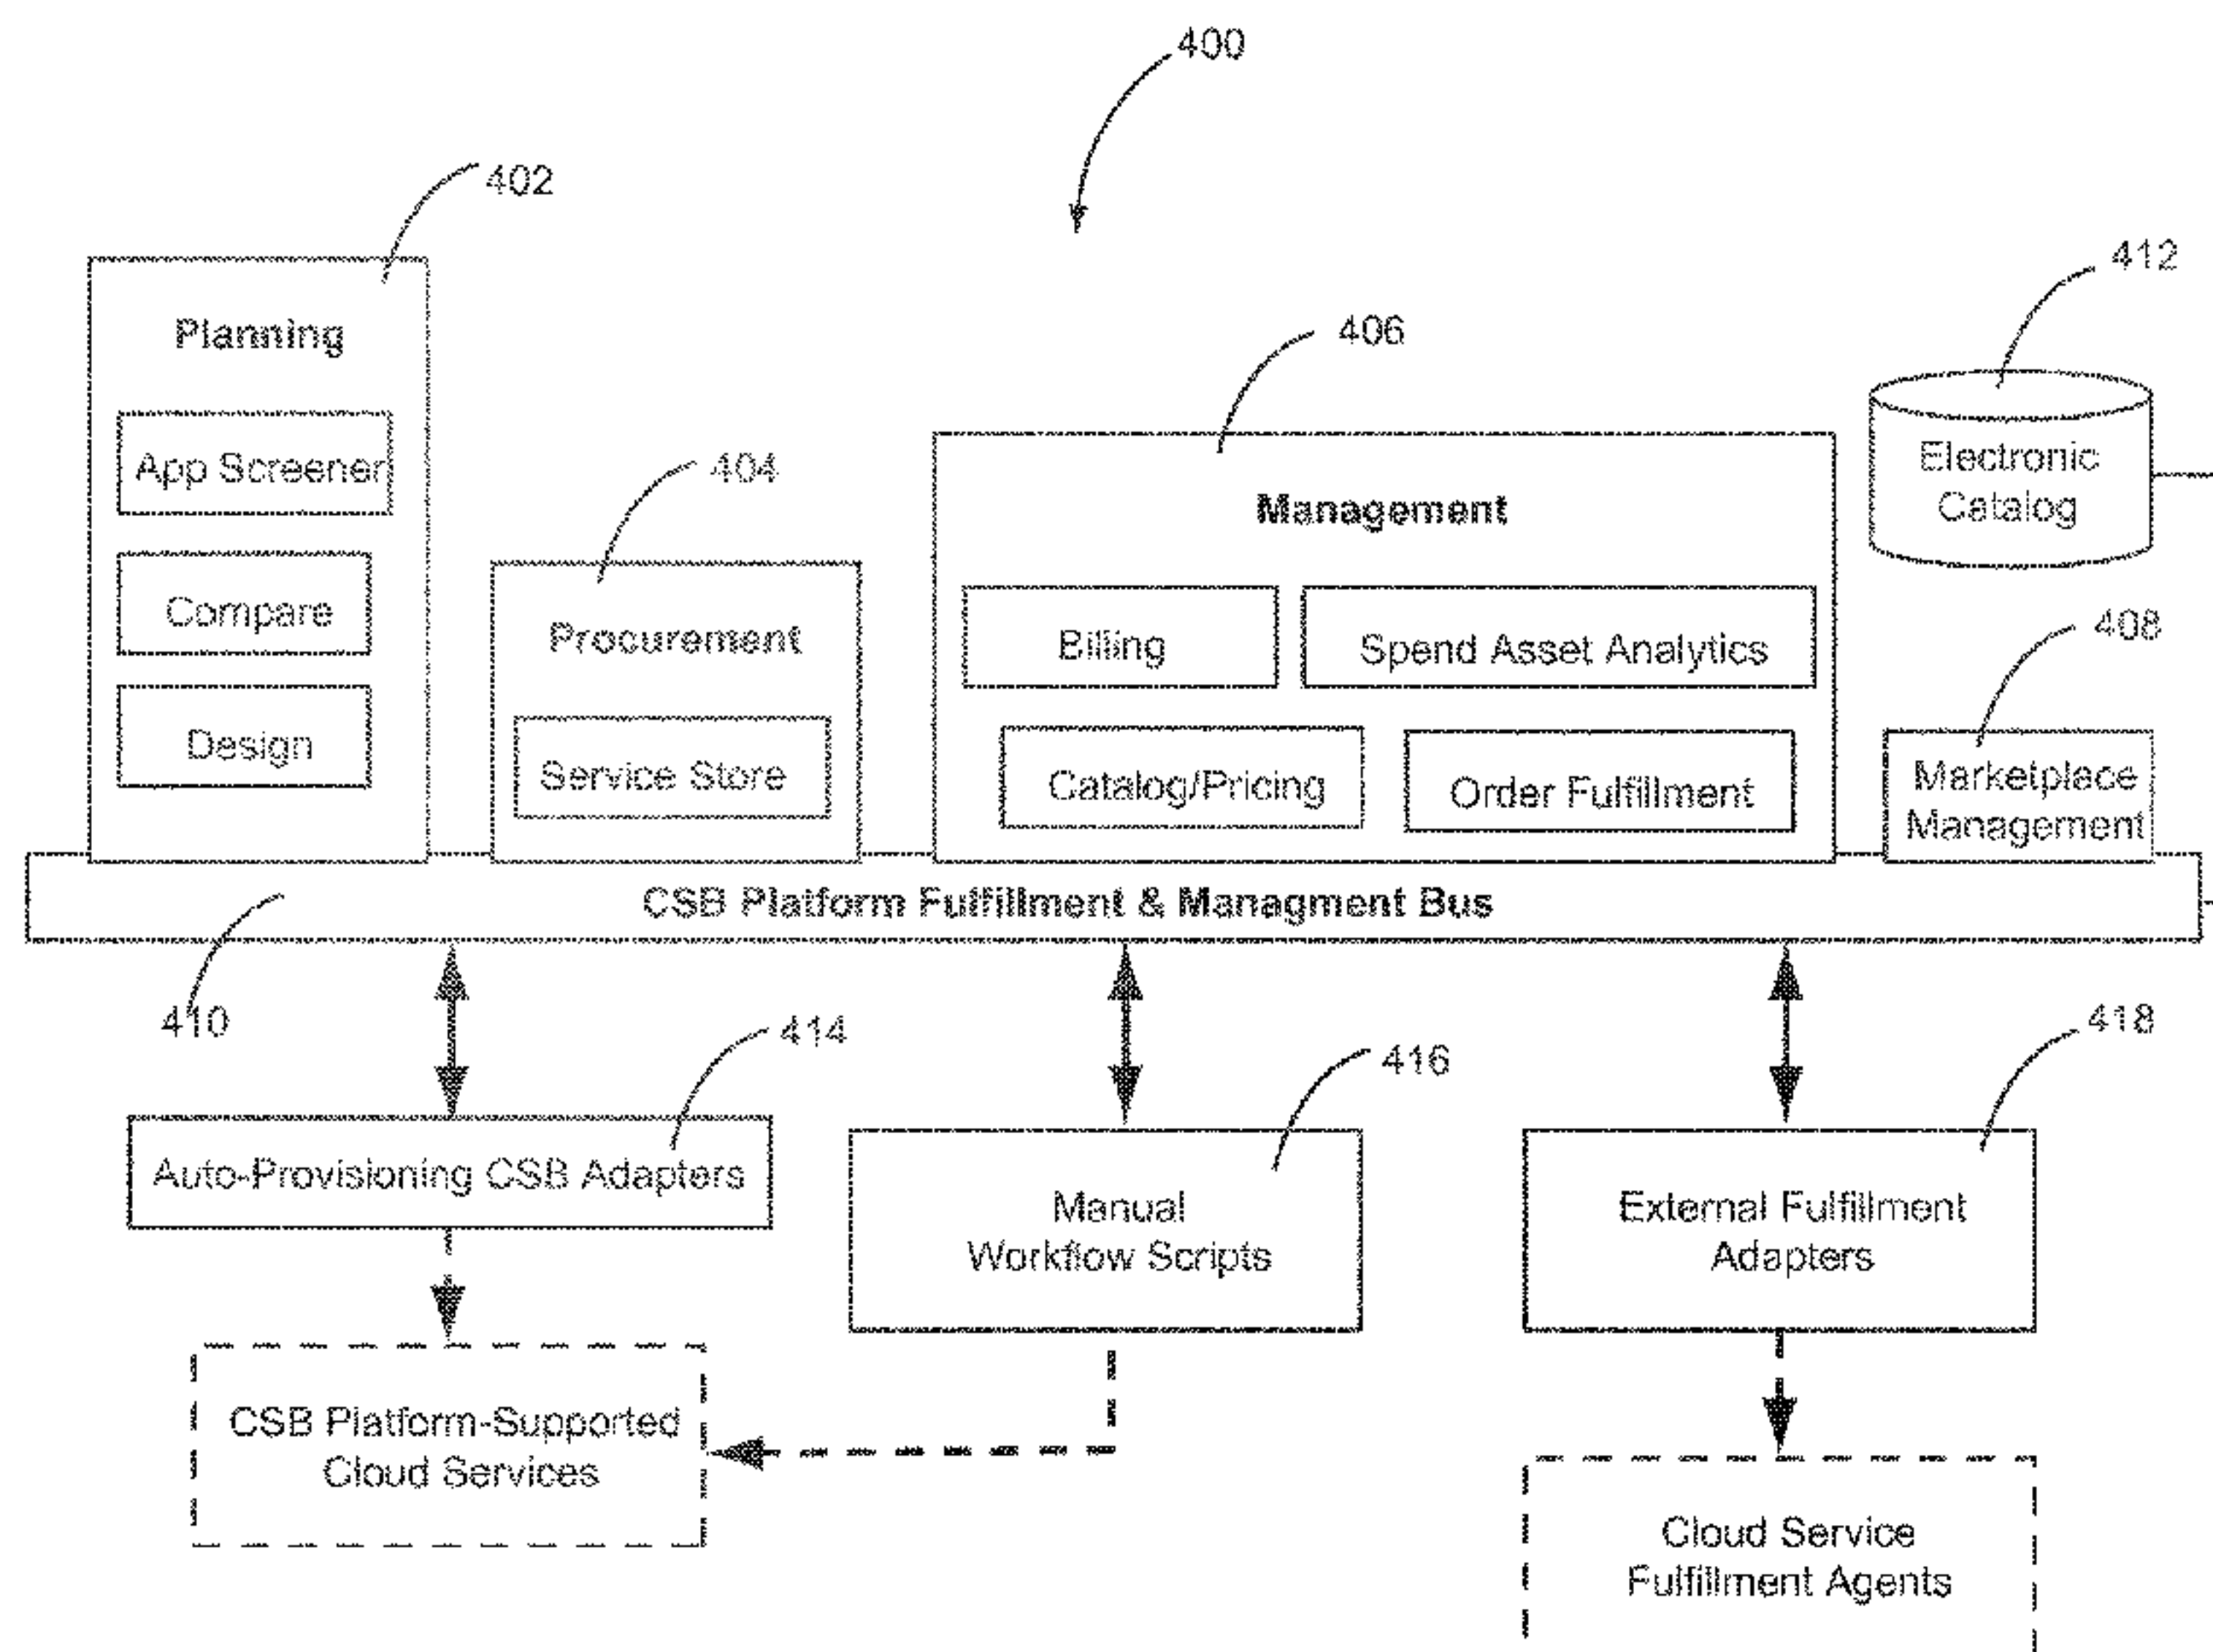 400
402
412
406
Planning
Electronic
Catalog
App Screener
404
Management
408
Compare
Procurement
Billing
Spend Asset Analytics
Design
Service Store
Catalog/Pricing
Order Fulfillment
Marketplace
Management
CSB Platform Fulfillment & Managment Bus
410
414
416
418
Auto-Provisioning CSB Adapters
Manual
Workflow Scripts
External Fulfillment
Adapters
CSB Platform-Supported
Cloud Services
Cloud Service
Fulfillment Agents